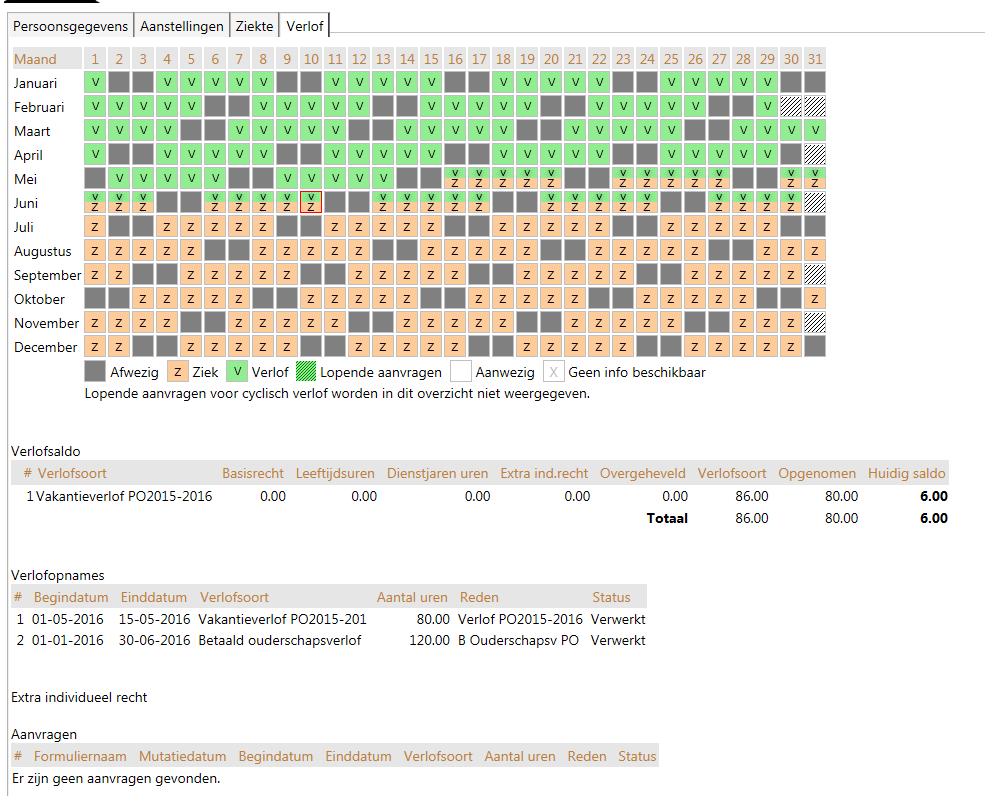 Persoonsgegevens Aanstellingen Ziekte Verlof
Maand 1 2 3 4 5 6 7 8 9 10 11 12 13 14 15 16 17 18 19 20 21 22 23 24 25 26 27 28 29 30 31
Januari V V V V V V V V V V V V V V V V V V V V V
Februari V V V V V V V V V V V V V V V V V V V V V
Maart V V V V V V V V V V V V V V V V V V V V V V V
April V V V V V V V V V V V V V V V V V V V V V
Mei V V V V V V V V V V V Z V Z V Z V Z V Z V Z V Z V Z V Z V Z V Z V Z
Juni V Z V Z V Z V Z V Z V Z V Z V Z V Z V Z V Z V Z V Z V Z V Z V Z V Z V Z V Z V Z V Z V Z
Juli Z Z Z Z Z Z Z Z Z Z Z Z Z Z Z Z Z Z Z Z Z
Augustus Z Z Z Z Z Z Z Z Z Z Z Z Z Z Z Z Z Z Z Z Z Z Z
September Z Z Z Z Z Z Z Z Z Z Z Z Z Z Z Z Z Z Z Z Z Z
Oktober Z Z Z Z Z Z Z Z Z Z Z Z Z Z Z Z Z Z Z Z Z
November Z Z Z Z Z Z Z Z Z Z Z Z Z Z Z Z Z Z Z Z Z Z
December Z Z Z Z Z Z Z Z Z Z Z Z Z Z Z Z Z Z Z Z Z Z
Afwezig Z Ziek V Verlof Lopende aanvragen Aanwezig X Geen info beschikbaar
Lopende aanvragen voor cyclisch verlof worden in dit overzicht niet weergegeven.
Verlofsaldo
# Verlofsoort Basisrecht Leeftijdsuren Dienstjaren uren Extra ind.recht Overgeheveld Verlofsoort Opgenomen Huidig saldo
1 Vakantieverlof PO2015-2016 0.00 0.00 0.00 0.00 0.00 86.00 80.00 6.00
Totaal 86.00 80.00 6.00
Verlofopnames
# Begindatum Einddatum Verlofsoort Aantal uren Reden Status
1 01-05-2016 15-05-2016 Vakantieverlof PO2015-201 80.00 Verlof PO2015-2016 Verwerkt
2 01-01-2016 30-06-2016 Betaald ouderschapsverlof 120.00 B Ouderschapsv PO Verwerkt
Extra individueel recht
Aanvragen
# Formuliernaam Mutatiedatum Begindatum Einddatum Verlofsoort Aantal uren Reden Status
Er zijn geen aanvragen gevonden.